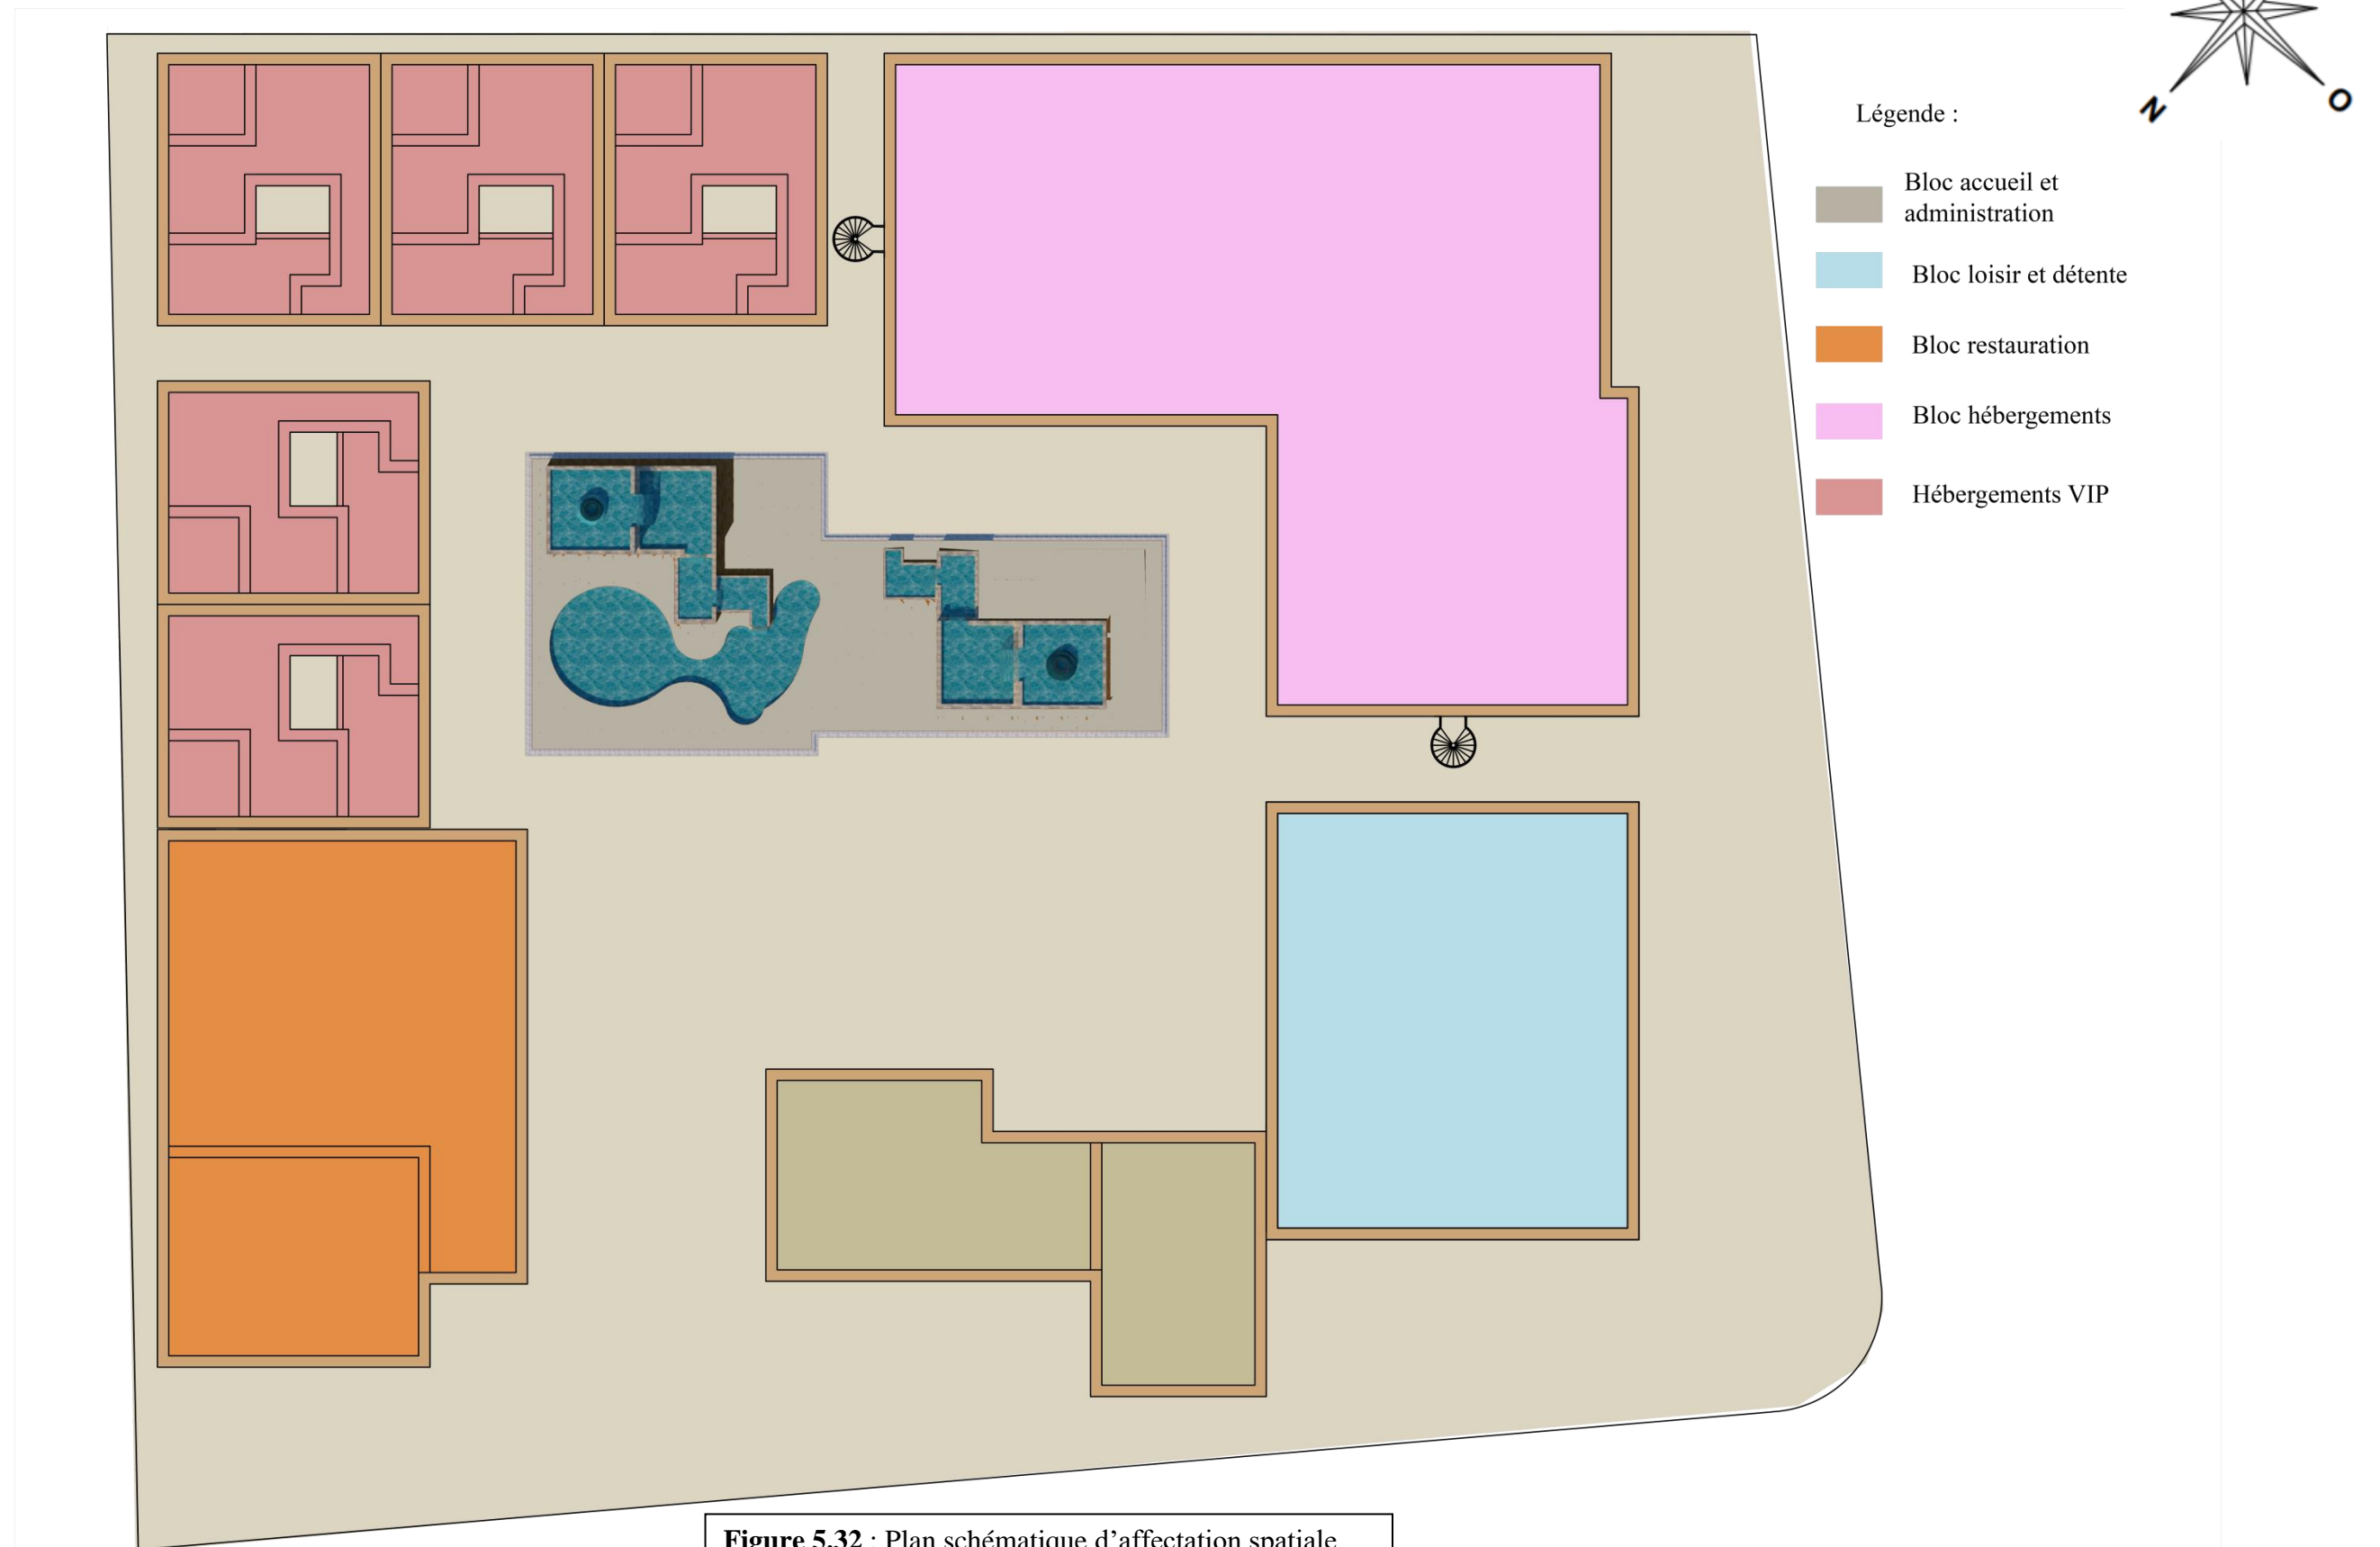 N
O
Légende :
Bloc accueil et
administration
Bloc loisir et détente
Bloc restauration
Bloc hébergements
Hébergements VIP
Figure 5.32 : Plan schématique d’affectation spatiale